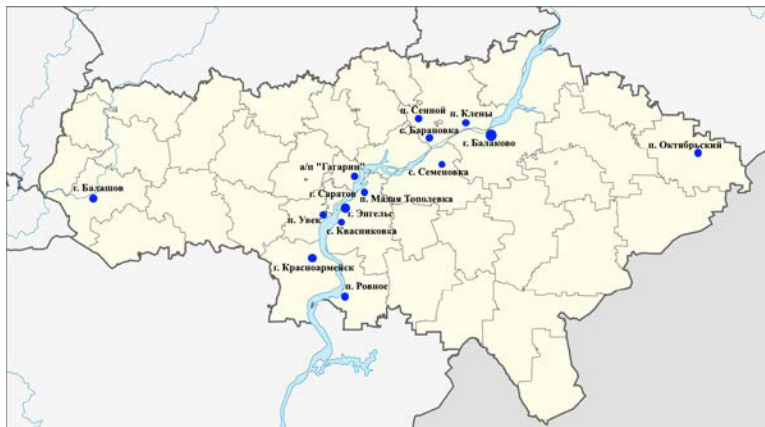 п. Сенной
п. Клены
с. Барановка
г. Балаково
п. Октябрьский
с. Семеновка
а/п "Гагарин"
г. Балашов
г. Саратов
п. Малая Тополевка
г. Энгельс
п. Увек
с. Квасниковка
г. Красноармейск
п. Ровное